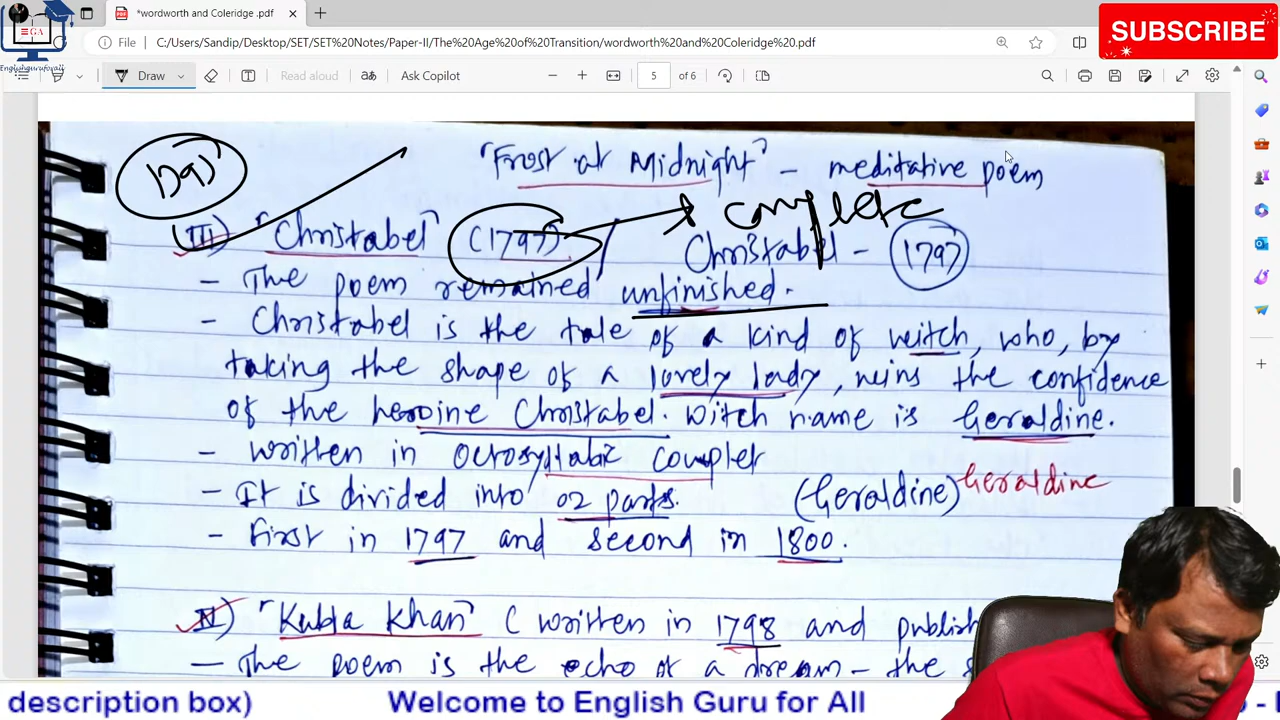 *wordworth and Coleridge .pdf
SUBSCRIBE
GA
Englishguruforall
File
C:/Users/Sandip/Desktop/SET/SET%20Notes/Paper-II/The%20Age%20of%20Transition/wordworth%20and%20Coleridge%20.pdf
Draw
Read aloud
Ask Copilot
5 of 6
1797
"Frost at Midnight" - meditative poem
complete
III) "Christabel" (1797)
Christabel - 1797
- The poem remained unfinished.
- Christabel is the tale of a kind of witch, who, by
taking the shape of a lovely lady, wins the confidence
of the heroine Christabel. Witch name is Geraldine.
- written in octosyllabic couplet
- It is divided into 02 parts. (Geraldine) Geraldine
- First in 1797 and second in 1800.
"Kubla Khan" ( written in 1798 and publish
- The poem is the echo of a dream - the
description box) Welcome to English Guru for All